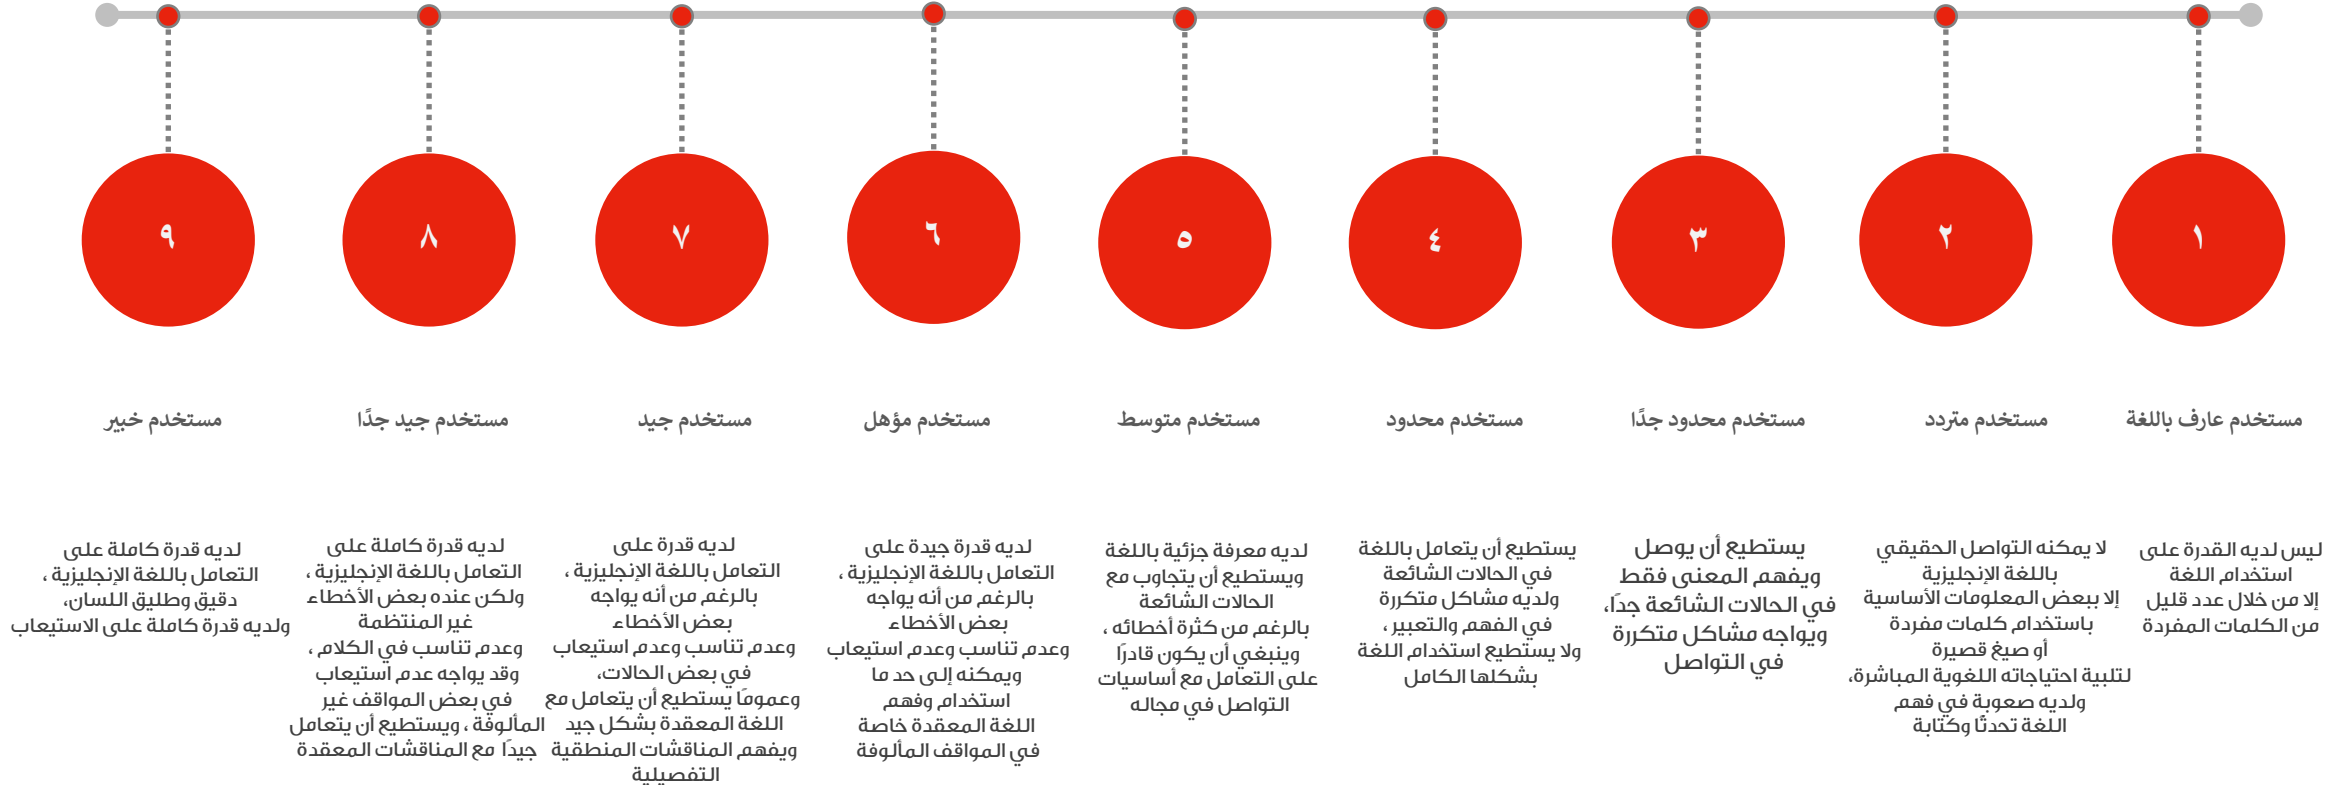 ١
مستخدم عارف باللغة
ليس لديه القدرة على
استخدام اللغة
إلا من خلال عدد قليل
من الكلمات المفردة
٢
مستخدم متردد
لا يمكنه التواصل الحقيقي
باللغة الإنجليزية
إلا ببعض المعلومات الأساسية
باستخدام كلمات مفردة
أو صيغ قصيرة
لتلبية احتياجاته اللغوية المباشرة،
ولديه صعوبة في فهم
اللغة تحدثًا وكتابة
٣
مستخدم محدود جدًا
يستطيع أن يوصل
ويفهم المعنى فقط
في الحالات الشائعة جدًا،
ويواجه مشاكل متكررة
في التواصل
٤
مستخدم محدود
يستطيع أن يتعامل باللغة
في الحالات الشائعة
ولديه مشاكل متكررة
في الفهم والتعبير ،
ولا يستطيع استخدام اللغة
بشكلها الكامل
٥
مستخدم متوسط
لديه معرفة جزئية باللغة
ويستطيع أن يتجاوب مع
الحالات الشائعة
بالرغم من كثرة أخطائه ،
وينبغي أن يكون قادرًا
على التعامل مع أساسيات
التواصل في مجاله
٦
مستخدم مؤهل
لديه قدرة جيدة على
التعامل باللغة الإنجليزية ،
بالرغم من أنه يواجه
بعض الأخطاء
وعدم تناسب وعدم استيعاب
ويمكنه إلى حد ما
استخدام وفهم
اللغة المعقدة خاصة
في المواقف المألوفة
٧
مستخدم جيد
لديه قدرة على
التعامل باللغة الإنجليزية ،
بالرغم من أنه يواجه
بعض الأخطاء
وعدم تناسب وعدم استيعاب
في بعض الحالات،
وعمومًا يستطيع أن يتعامل مع
اللغة المعقدة بشكل جيد
ويفهم المناقشات المنطقية
التفصيلية
٨
مستخدم جيد جدًا
لديه قدرة كاملة على
التعامل باللغة الإنجليزية ،
ولكن عنده بعض الأخطاء
غير المنتظمة
وعدم تناسب في الكلام ،
وقد يواجه عدم استيعاب
في بعض المواقف غير
المألوفة ، ويستطيع أن يتعامل
جيدًا مع المناقشات المعقدة
٩
مستخدم خبير
لديه قدرة كاملة على
التعامل باللغة الإنجليزية ،
دقيق وطليق اللسان،
ولديه قدرة كاملة على الاستيعاب